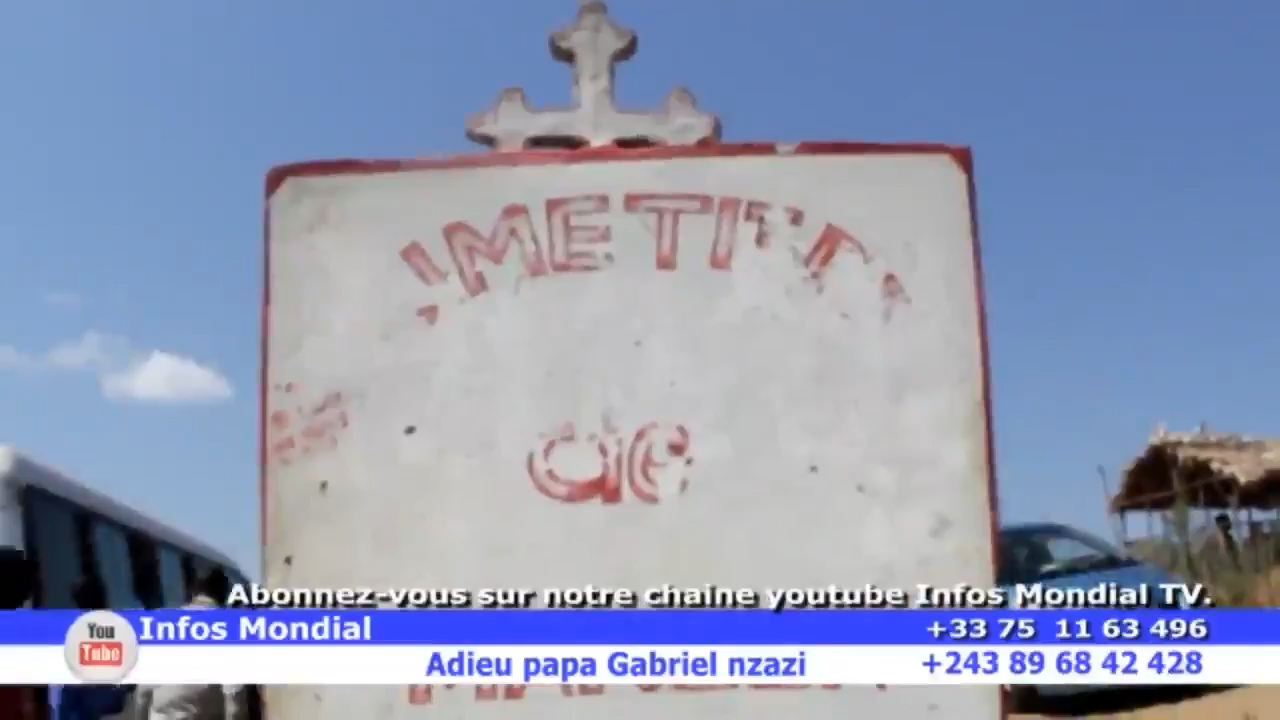 Abonnez-vous sur notre chaine youtube Infos Mondial TV.
You
Tube
Infos Mondial
+33 75 11 63 496
Adieu papa Gabriel nzazi
+243 89 68 42 428